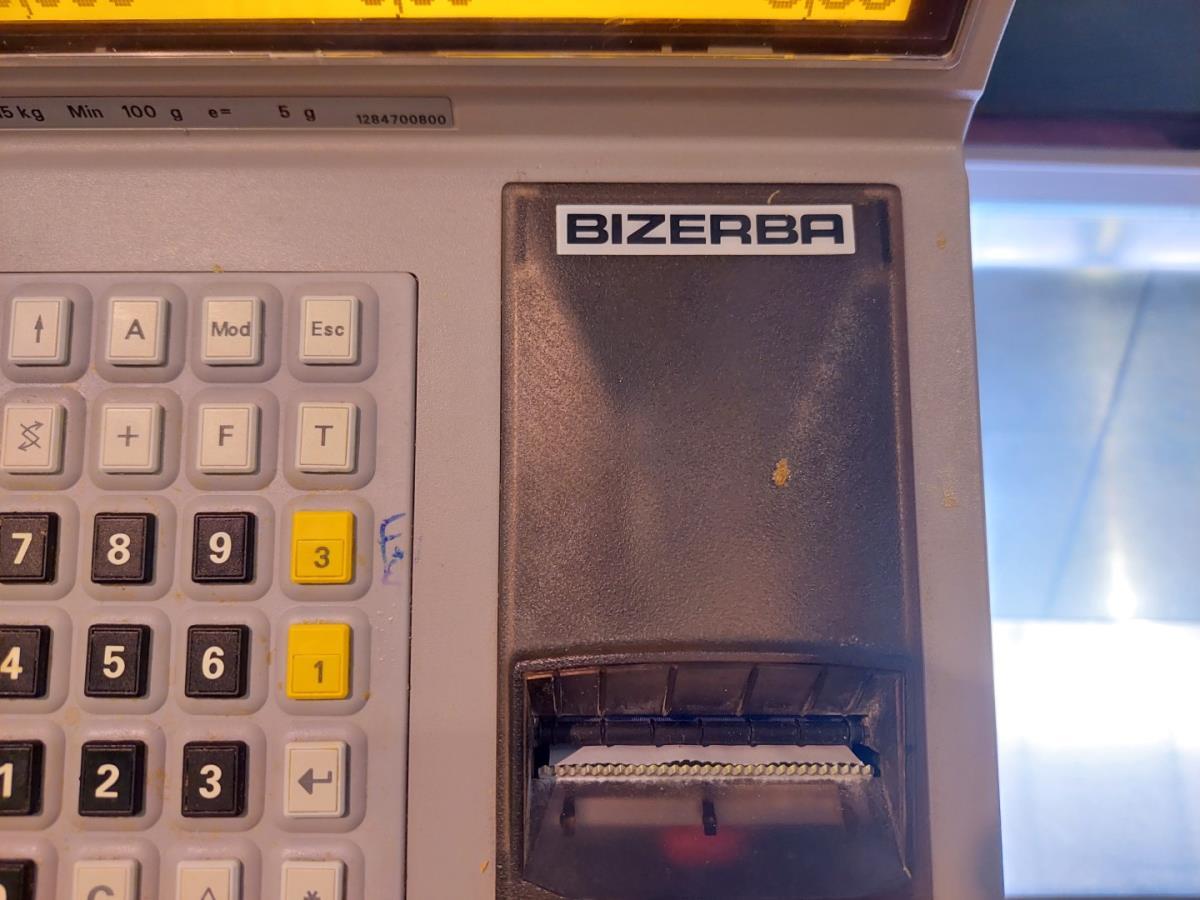 5 kg Min 100 g e= 5 g 1284700800
BIZERBA
A Mod Esc
+ F T
7 8 9 3
4 5 6 1
1 2 3
C *